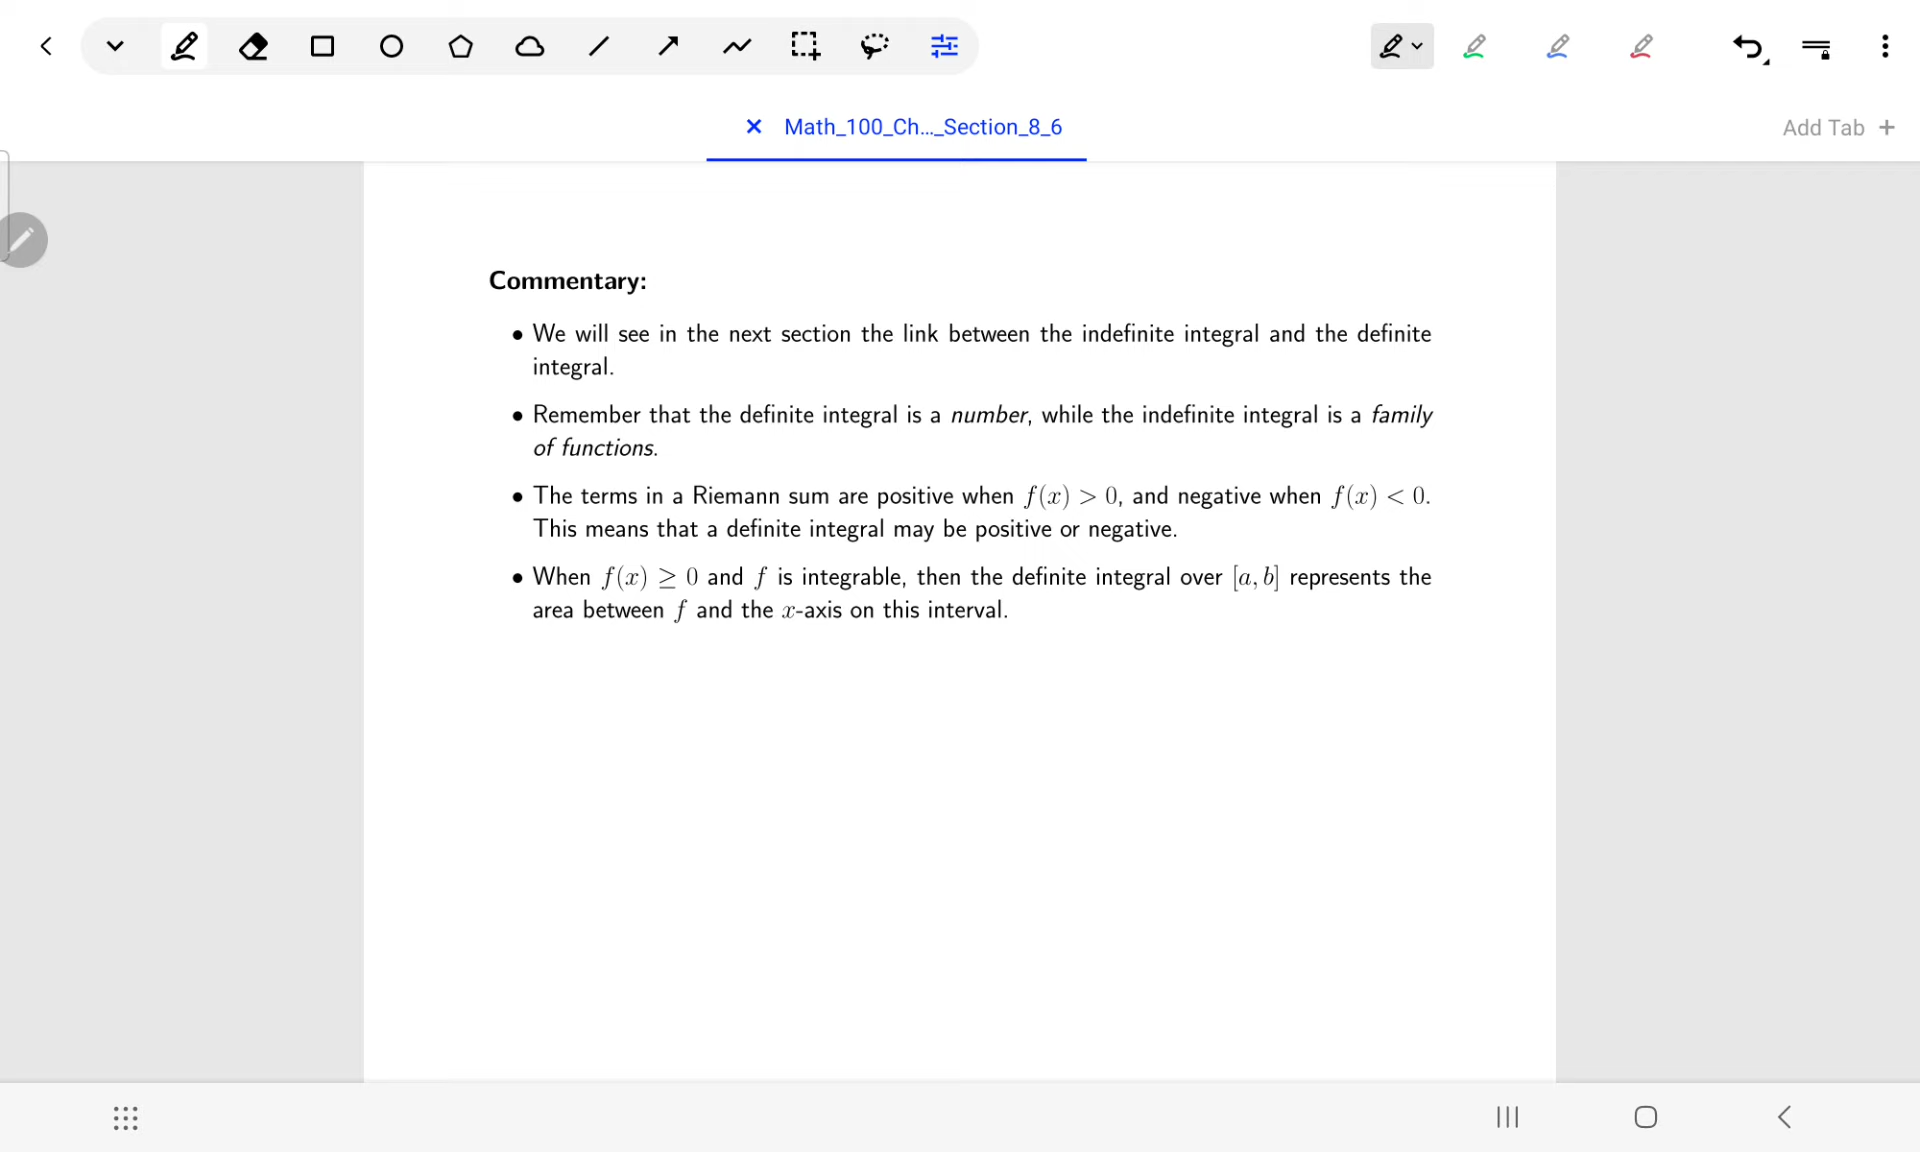 Math_100_Ch..._Section_8_6
Add Tab +
Commentary:
• We will see in the next section the link between the indefinite integral and the definite
integral.
• Remember that the definite integral is a number, while the indefinite integral is a family
of functions.
• The terms in a Riemann sum are positive when f(x) > 0, and negative when f(x) < 0.
This means that a definite integral may be positive or negative.
• When f(x) ≥ 0 and f is integrable, then the definite integral over [a, b] represents the
area between f and the x-axis on this interval.